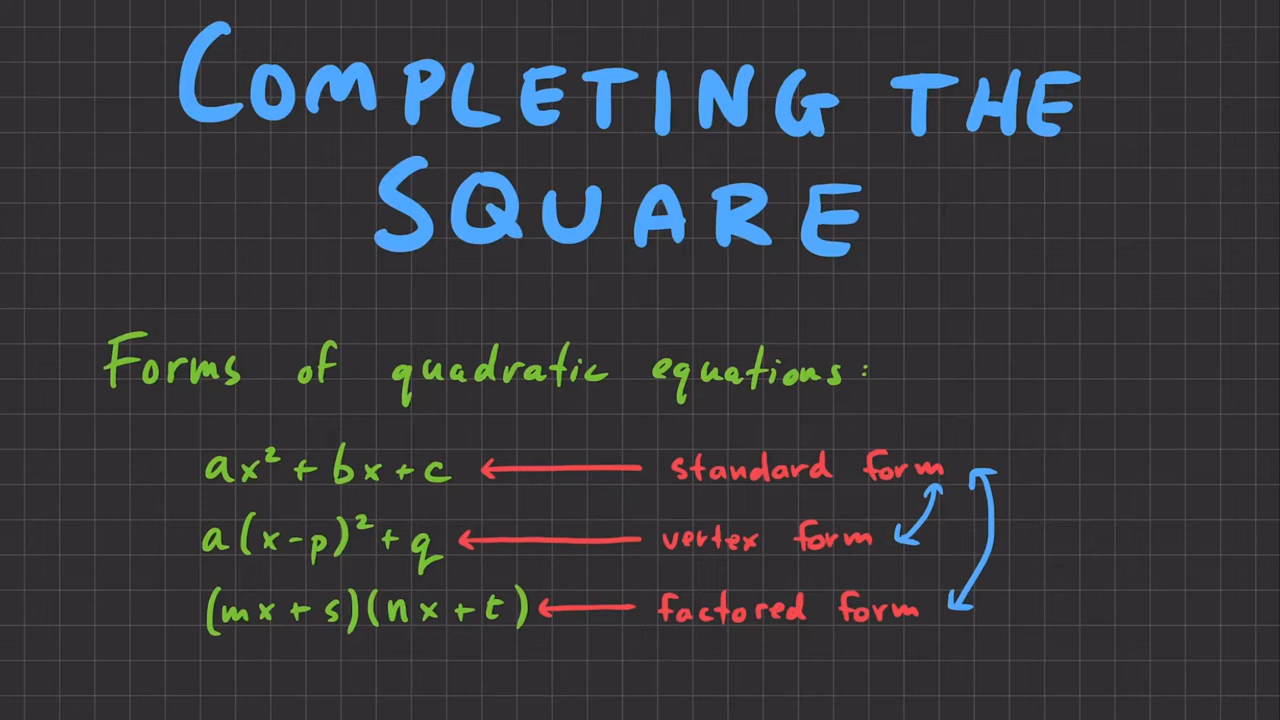 COMPLETING THE
SQUARE
Forms of quadratic equations:
ax² + bx + c ← standard form
a(x-p)² + q ← vertex form
(mx + s)(nx + t) ← factored form